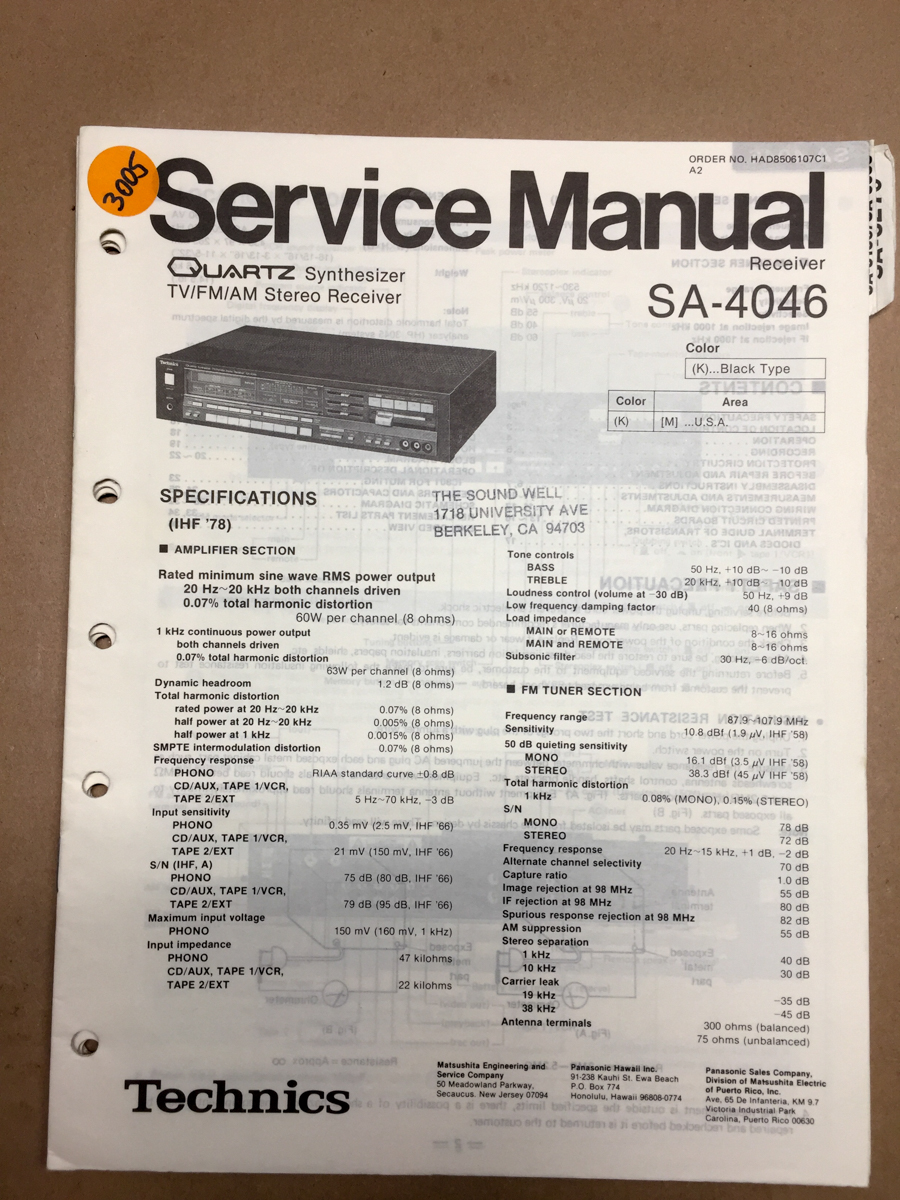 3005
ORDER NO. HAD8506107C1
A2
Service Manual
Receiver
QUARTZ Synthesizer
TV/FM/AM Stereo Receiver
SA-4046
Color
(K)...Black Type
Color Area
(K) [M] ...U.S.A.
Technics
SPECIFICATIONS
(IHF '78)
THE SOUND WELL
1718 UNIVERSITY AVE
BERKELEY, CA 94703
■ AMPLIFIER SECTION
Rated minimum sine wave RMS power output
20 Hz~20 kHz both channels driven
0.07% total harmonic distortion
60W per channel (8 ohms)
1 kHz continuous power output
both channels driven
0.07% total harmonic distortion
63W per channel (8 ohms)
Dynamic headroom 1.2 dB (8 ohms)
Total harmonic distortion
rated power at 20 Hz~20 kHz 0.07% (8 ohms)
half power at 20 Hz~20 kHz 0.005% (8 ohms)
half power at 1 kHz 0.0015% (8 ohms)
SMPTE intermodulation distortion 0.07% (8 ohms)
Frequency response
PHONO RIAA standard curve ±0.8 dB
CD/AUX, TAPE 1/VCR,
TAPE 2/EXT 5 Hz~70 kHz, −3 dB
Input sensitivity
PHONO 0.35 mV (2.5 mV, IHF '66)
CD/AUX, TAPE 1/VCR,
TAPE 2/EXT 21 mV (150 mV, IHF '66)
S/N (IHF, A)
PHONO 75 dB (80 dB, IHF '66)
CD/AUX, TAPE 1/VCR,
TAPE 2/EXT 79 dB (95 dB, IHF '66)
Maximum input voltage
PHONO 150 mV (160 mV, 1 kHz)
Input impedance
PHONO 47 kilohms
CD/AUX, TAPE 1/VCR,
TAPE 2/EXT 22 kilohms
Tone controls
BASS 50 Hz, +10 dB~ −10 dB
TREBLE 20 kHz, +10 dB~ −10 dB
Loudness control (volume at −30 dB) 50 Hz, +9 dB
Low frequency damping factor 40 (8 ohms)
Load impedance
MAIN or REMOTE 8~16 ohms
MAIN and REMOTE 8~16 ohms
Subsonic filter 30 Hz, −6 dB/oct.
■ FM TUNER SECTION
Frequency range 87.9~107.9 MHz
Sensitivity 10.8 dBf (1.9 μV, IHF '58)
50 dB quieting sensitivity
MONO 16.1 dBf (3.5 μV IHF '58)
STEREO 38.3 dBf (45 μV IHF '58)
Total harmonic distortion
1 kHz 0.08% (MONO), 0.15% (STEREO)
S/N
MONO 78 dB
STEREO 72 dB
Frequency response 20 Hz~15 kHz, +1 dB, −2 dB
Alternate channel selectivity 70 dB
Capture ratio 1.0 dB
Image rejection at 98 MHz 55 dB
IF rejection at 98 MHz 80 dB
Spurious response rejection at 98 MHz 82 dB
AM suppression 55 dB
Stereo separation
1 kHz 40 dB
10 kHz 30 dB
Carrier leak
19 kHz −35 dB
38 kHz −45 dB
Antenna terminals 300 ohms (balanced)
75 ohms (unbalanced)
Technics
Matsushita Engineering and
Service Company
50 Meadowland Parkway,
Secaucus. New Jersey 07094
Panasonic Hawaii Inc.
91-238 Kauhi St. Ewa Beach
P.O. Box 774
Honolulu, Hawaii 96808-0774
Panasonic Sales Company,
Division of Matsushita Electric
of Puerto Rico, Inc.
Ave, 65 De Infanteria, KM 9.7
Victoria Industrial Park
Carolina, Puerto Rico 00630